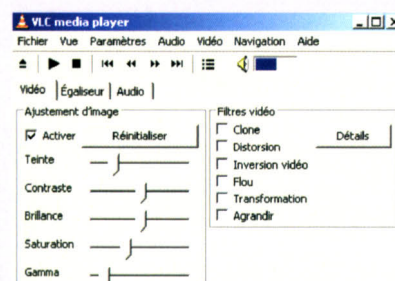 VLC media player
Fichier Vue Paramètres Audio Vidéo Navigation Aide
Vidéo Égaliseur Audio
Ajustement d'image
Activer Réinitialiser
Teinte
Contraste
Brillance
Saturation
Gamma
Filtres vidéo
Clone Détails
Distorsion
Inversion vidéo
Flou
Transformation
Agrandir